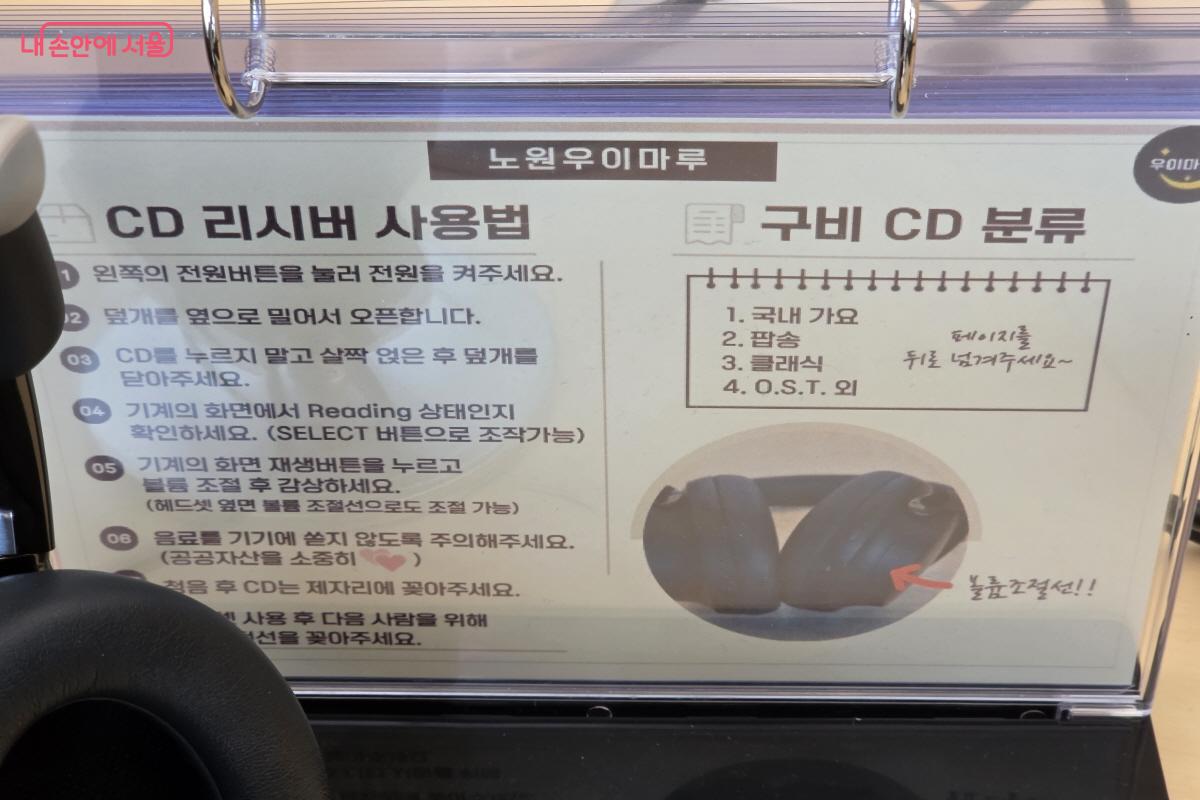 내 손안에 서울
노원우이마루
우이마
CD 리시버 사용법
1 왼쪽의 전원버튼을 눌러 전원을 켜주세요.
02 덮개를 옆으로 밀어서 오픈합니다.
03 CD를 누르지 말고 살짝 얹은 후 덮개를
닫아주세요.
04 기계의 화면에서 Reading 상태인지
확인하세요. (SELECT 버튼으로 조작가능)
05 기계의 화면 재생버튼을 누르고
볼륨 조절 후 감상하세요.
(헤드셋 옆면 볼륨 조절선으로도 조절 가능)
06 음료를 기기에 쏟지 않도록 주의해주세요.
(공공자산을 소중히 )
청음 후 CD는 제자리에 꽂아주세요.
사용 후 다음 사람을 위해
꽂아주세요.
구비 CD 분류
1. 국내 가요
2. 팝송
3. 클래식
4. O.S.T. 외
페이지를
뒤로 넘겨주세요~
볼륨조절선!!